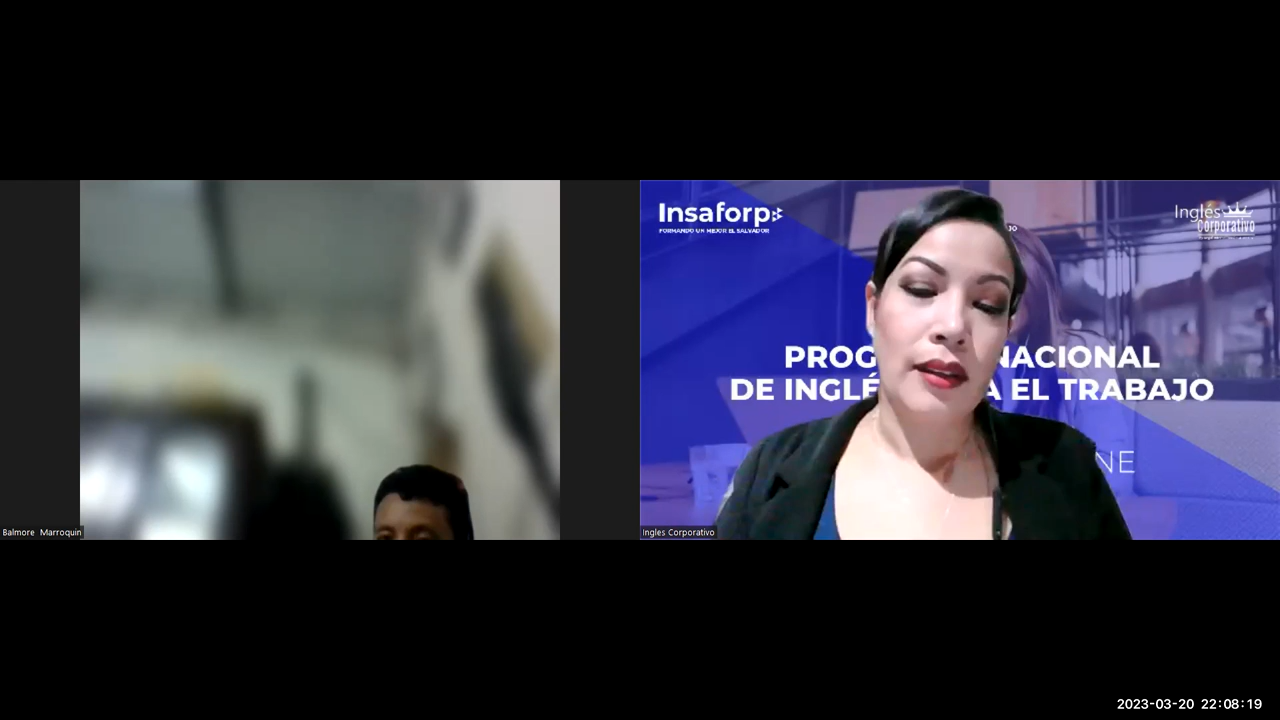 Insaforp
FORMANDO UN MEJOR EL SALVADOR
Inglés
Corporativo
PROG NACIONAL
DE INGLÉ A EL TRABAJO
NE
Balmore Marroquin
Ingles Corporativo
2023-03-20 22:08:19